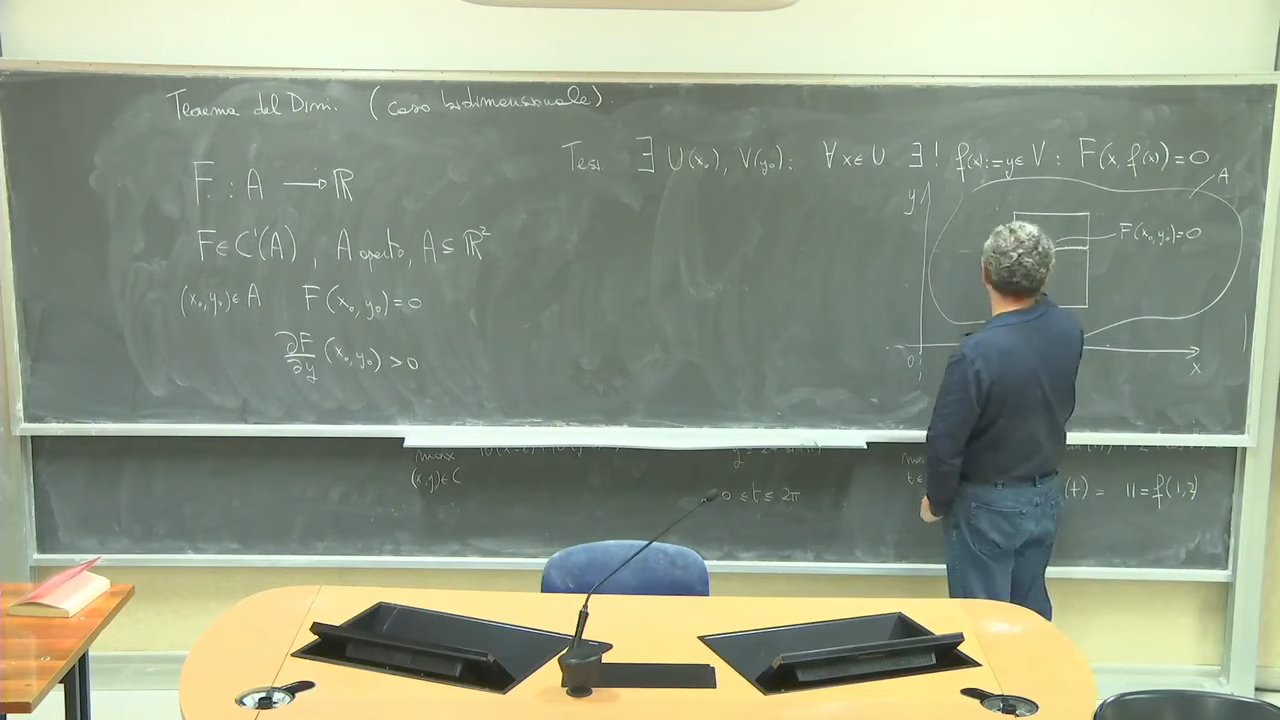 Teorema del Dini. (caso bidimensionale).
F : A → ℝ
F ∈ C¹(A), A aperto, A ⊆ ℝ²
(x₀,y₀) ∈ A F(x₀,y₀)=0
∂F/∂y (x₀,y₀) > 0
Tesi ∃ U(x₀), V(y₀): ∀x∈U ∃! f(x):=y∈V : F(x,f(x))=0
y
A
F(x₀,y₀)=0
0
x
max
(x,y)∈C
0 ≤ t ≤ 2π
(t) = 11 = f(1,2)